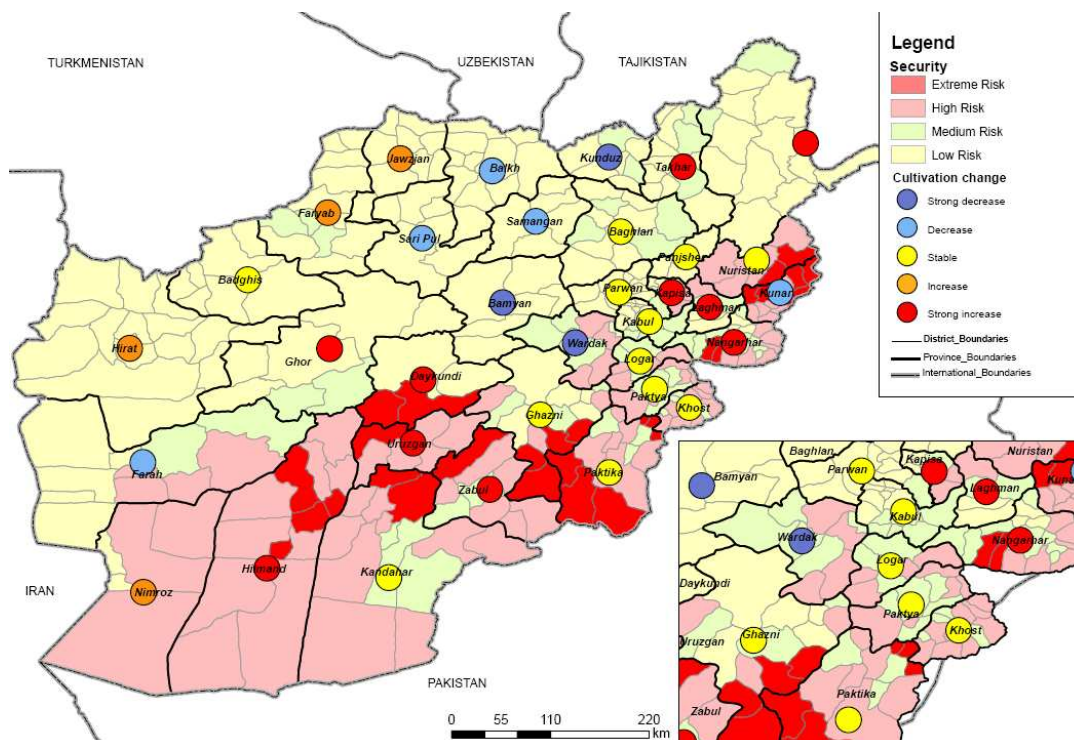 TURKMENISTAN
UZBEKISTAN
TAJIKISTAN
Jawzjan
Balkh
Kunduz
Takhar
Faryab
Sari Pul
Samangan
Baghlan
Badghis
Panjsher
Nuristan
Bamyan
Parwan
Kapisa
Kunar
Laghman
Kabul
Hirat
Ghor
Wardak
Nangarhar
Logar
Daykundi
Paktya
Khost
Ghazni
Uruzgan
Farah
Zabul
Paktika
Hilmand
Kandahar
Nimroz
IRAN
PAKISTAN
0 55 110 220
km
Legend
Security
Extreme Risk
High Risk
Medium Risk
Low Risk
Cultivation change
Strong decrease
Decrease
Stable
Increase
Strong increase
District_Boundaries
Province_Boundaries
International_Boundaries
Baghlan
Parwan
Kapisa
Nuristan
Bamyan
Laghman
Kuna
Kabul
Wardak
Nangarhar
Logar
Daykundi
Paktya
Uruzgan
Ghazni
Khost
Paktika
Zabul